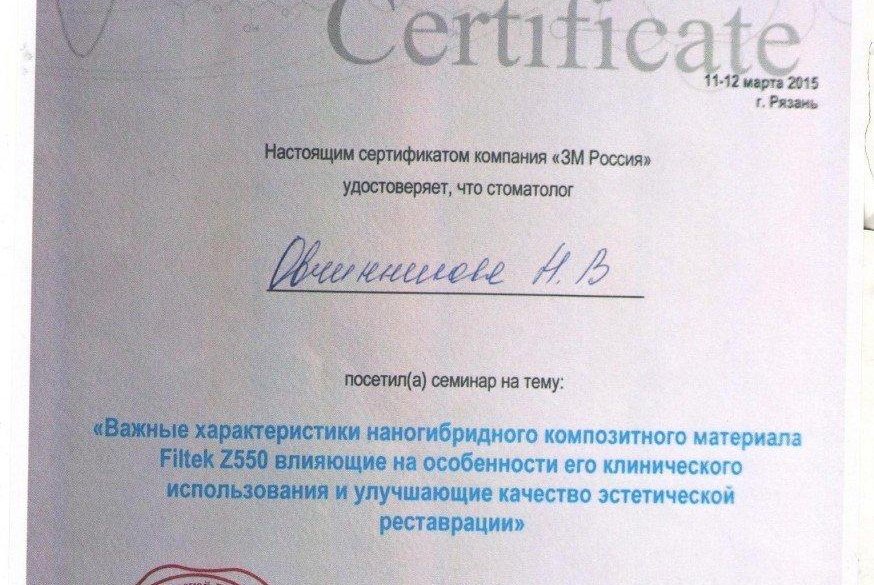 Certificate
11-12 марта 2015
г. Рязань
Настоящим сертификатом компания «3М Россия»
удостоверяет, что стоматолог
Овчинникова Н. В
посетил(а) семинар на тему:
«Важные характеристики наногибридного композитного материала
Filtek Z550 влияющие на особенности его клинического
использования и улучшающие качество эстетической
реставрации»